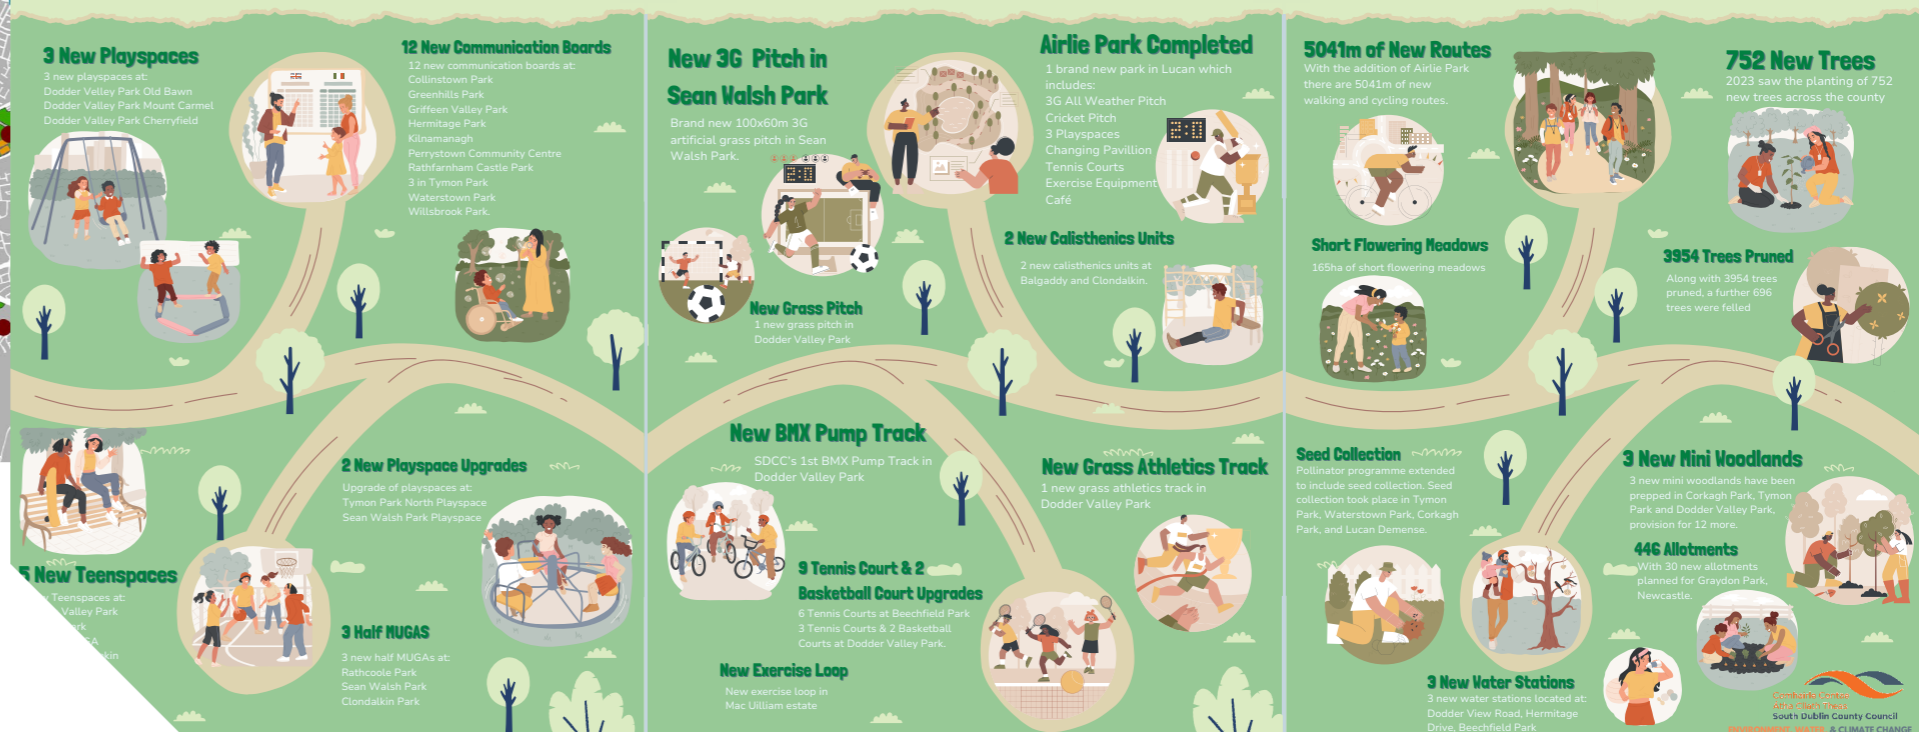 3 New Playspaces
3 new playspaces at:
Dodder Velley Park Old Bawn
Dodder Valley Park Mount Carmel
Dodder Valley Park Cherryfield
12 New Communication Boards
12 new communication boards at:
Collinstown Park
Greenhills Park
Griffeen Valley Park
Hermitage Park
Kilnamanagh
Perrystown Community Centre
Rathfarnham Castle Park
3 in Tymon Park
Waterstown Park
Willsbrook Park.
5 New Teenspaces
Teenspaces at:
Valley Park
2 New Playspace Upgrades
Upgrade of playspaces at:
Tymon Park North Playspace
Sean Walsh Park Playspace
3 Half MUGAS
3 new half MUGAs at:
Rathcoole Park
Sean Walsh Park
Clondalkin Park
New 3G Pitch in
Sean Walsh Park
Brand new 100x60m 3G
artificial grass pitch in Sean
Walsh Park.
New Grass Pitch
1 new grass pitch in
Dodder Valley Park
Airlie Park Completed
1 brand new park in Lucan which
includes:
3G All Weather Pitch
Cricket Pitch
3 Playspaces
Changing Pavillion
Tennis Courts
Exercise Equipment
Café
2 New Calisthenics Units
2 new calisthenics units at
Balgaddy and Clondalkin.
New BMX Pump Track
SDCC's 1st BMX Pump Track in
Dodder Valley Park
9 Tennis Court & 2
Basketball Court Upgrades
6 Tennis Courts at Beechfield Park
3 Tennis Courts & 2 Basketball
Courts at Dodder Valley Park.
New Exercise Loop
New exercise loop in
Mac Uilliam estate
New Grass Athletics Track
1 new grass athletics track in
Dodder Valley Park
5041m of New Routes
With the addition of Airlie Park
there are 5041m of new
walking and cycling routes.
752 New Trees
2023 saw the planting of 752
new trees across the county
Short Flowering Meadows
165ha of short flowering meadows
3954 Trees Pruned
Along with 3954 trees
pruned, a further 696
trees were felled
Seed Collection
Pollinator programme extended
to include seed collection. Seed
collection took place in Tymon
Park, Waterstown Park, Corkagh
Park, and Lucan Demense.
3 New Mini Woodlands
3 new mini woodlands have been
prepped in Corkagh Park, Tymon
Park and Dodder Valley Park,
provision for 12 more.
446 Allotments
With 30 new allotments
planned for Graydon Park,
Newcastle.
3 New Water Stations
3 new water stations located at:
Dodder View Road, Hermitage
Drive, Beechfield Park
Comhairle Contae
Átha Cliath Theas
South Dublin County Council
ENVIRONMENT, WATER & CLIMATE CHANGE